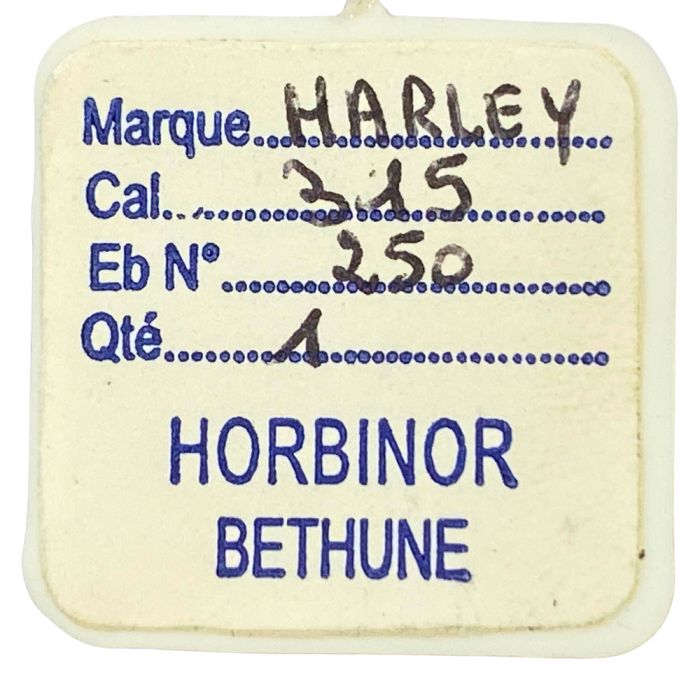 Marque HARLEY
Cal. 315
Eb N° 250
Qté 1
HORBINOR
BETHUNE